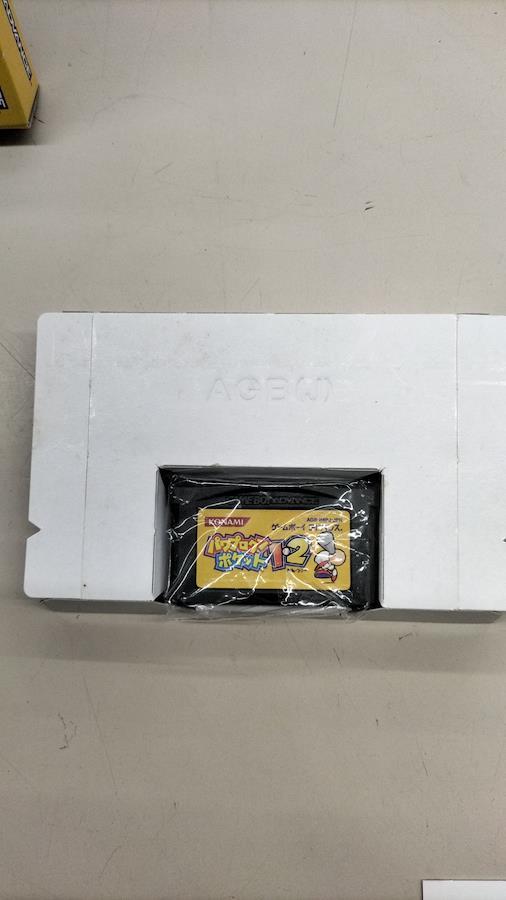 AGB(J)
GAME BOY ADVANCE
KONAMI
ゲームボーイ アドバンス
パワプロクン
ポケット
1・2